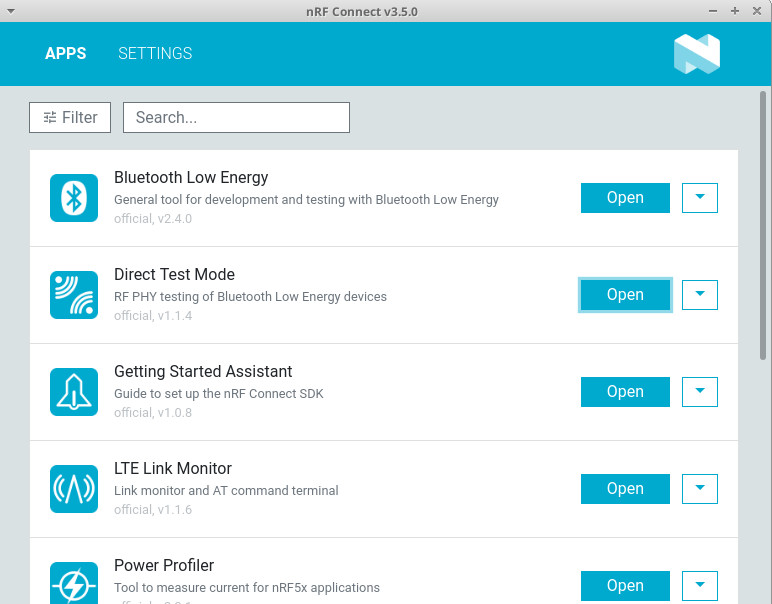 nRF Connect v3.5.0
APPS
SETTINGS
Filter
Search...
Bluetooth Low Energy
General tool for development and testing with Bluetooth Low Energy
official, v2.4.0
Open
Direct Test Mode
RF PHY testing of Bluetooth Low Energy devices
official, v1.1.4
Open
Getting Started Assistant
Guide to set up the nRF Connect SDK
official, v1.0.8
Open
LTE Link Monitor
Link monitor and AT command terminal
official, v1.1.6
Open
Power Profiler
Tool to measure current for nRF5x applications
Open